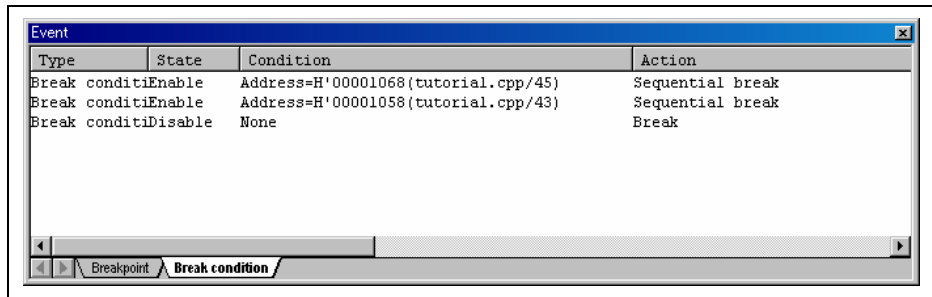 Event
Type State Condition Action
Break conditiEnable Address=H'00001068(tutorial.cpp/45) Sequential break
Break conditiEnable Address=H'00001058(tutorial.cpp/43) Sequential break
Break conditiDisable None Break
Breakpoint Break condition